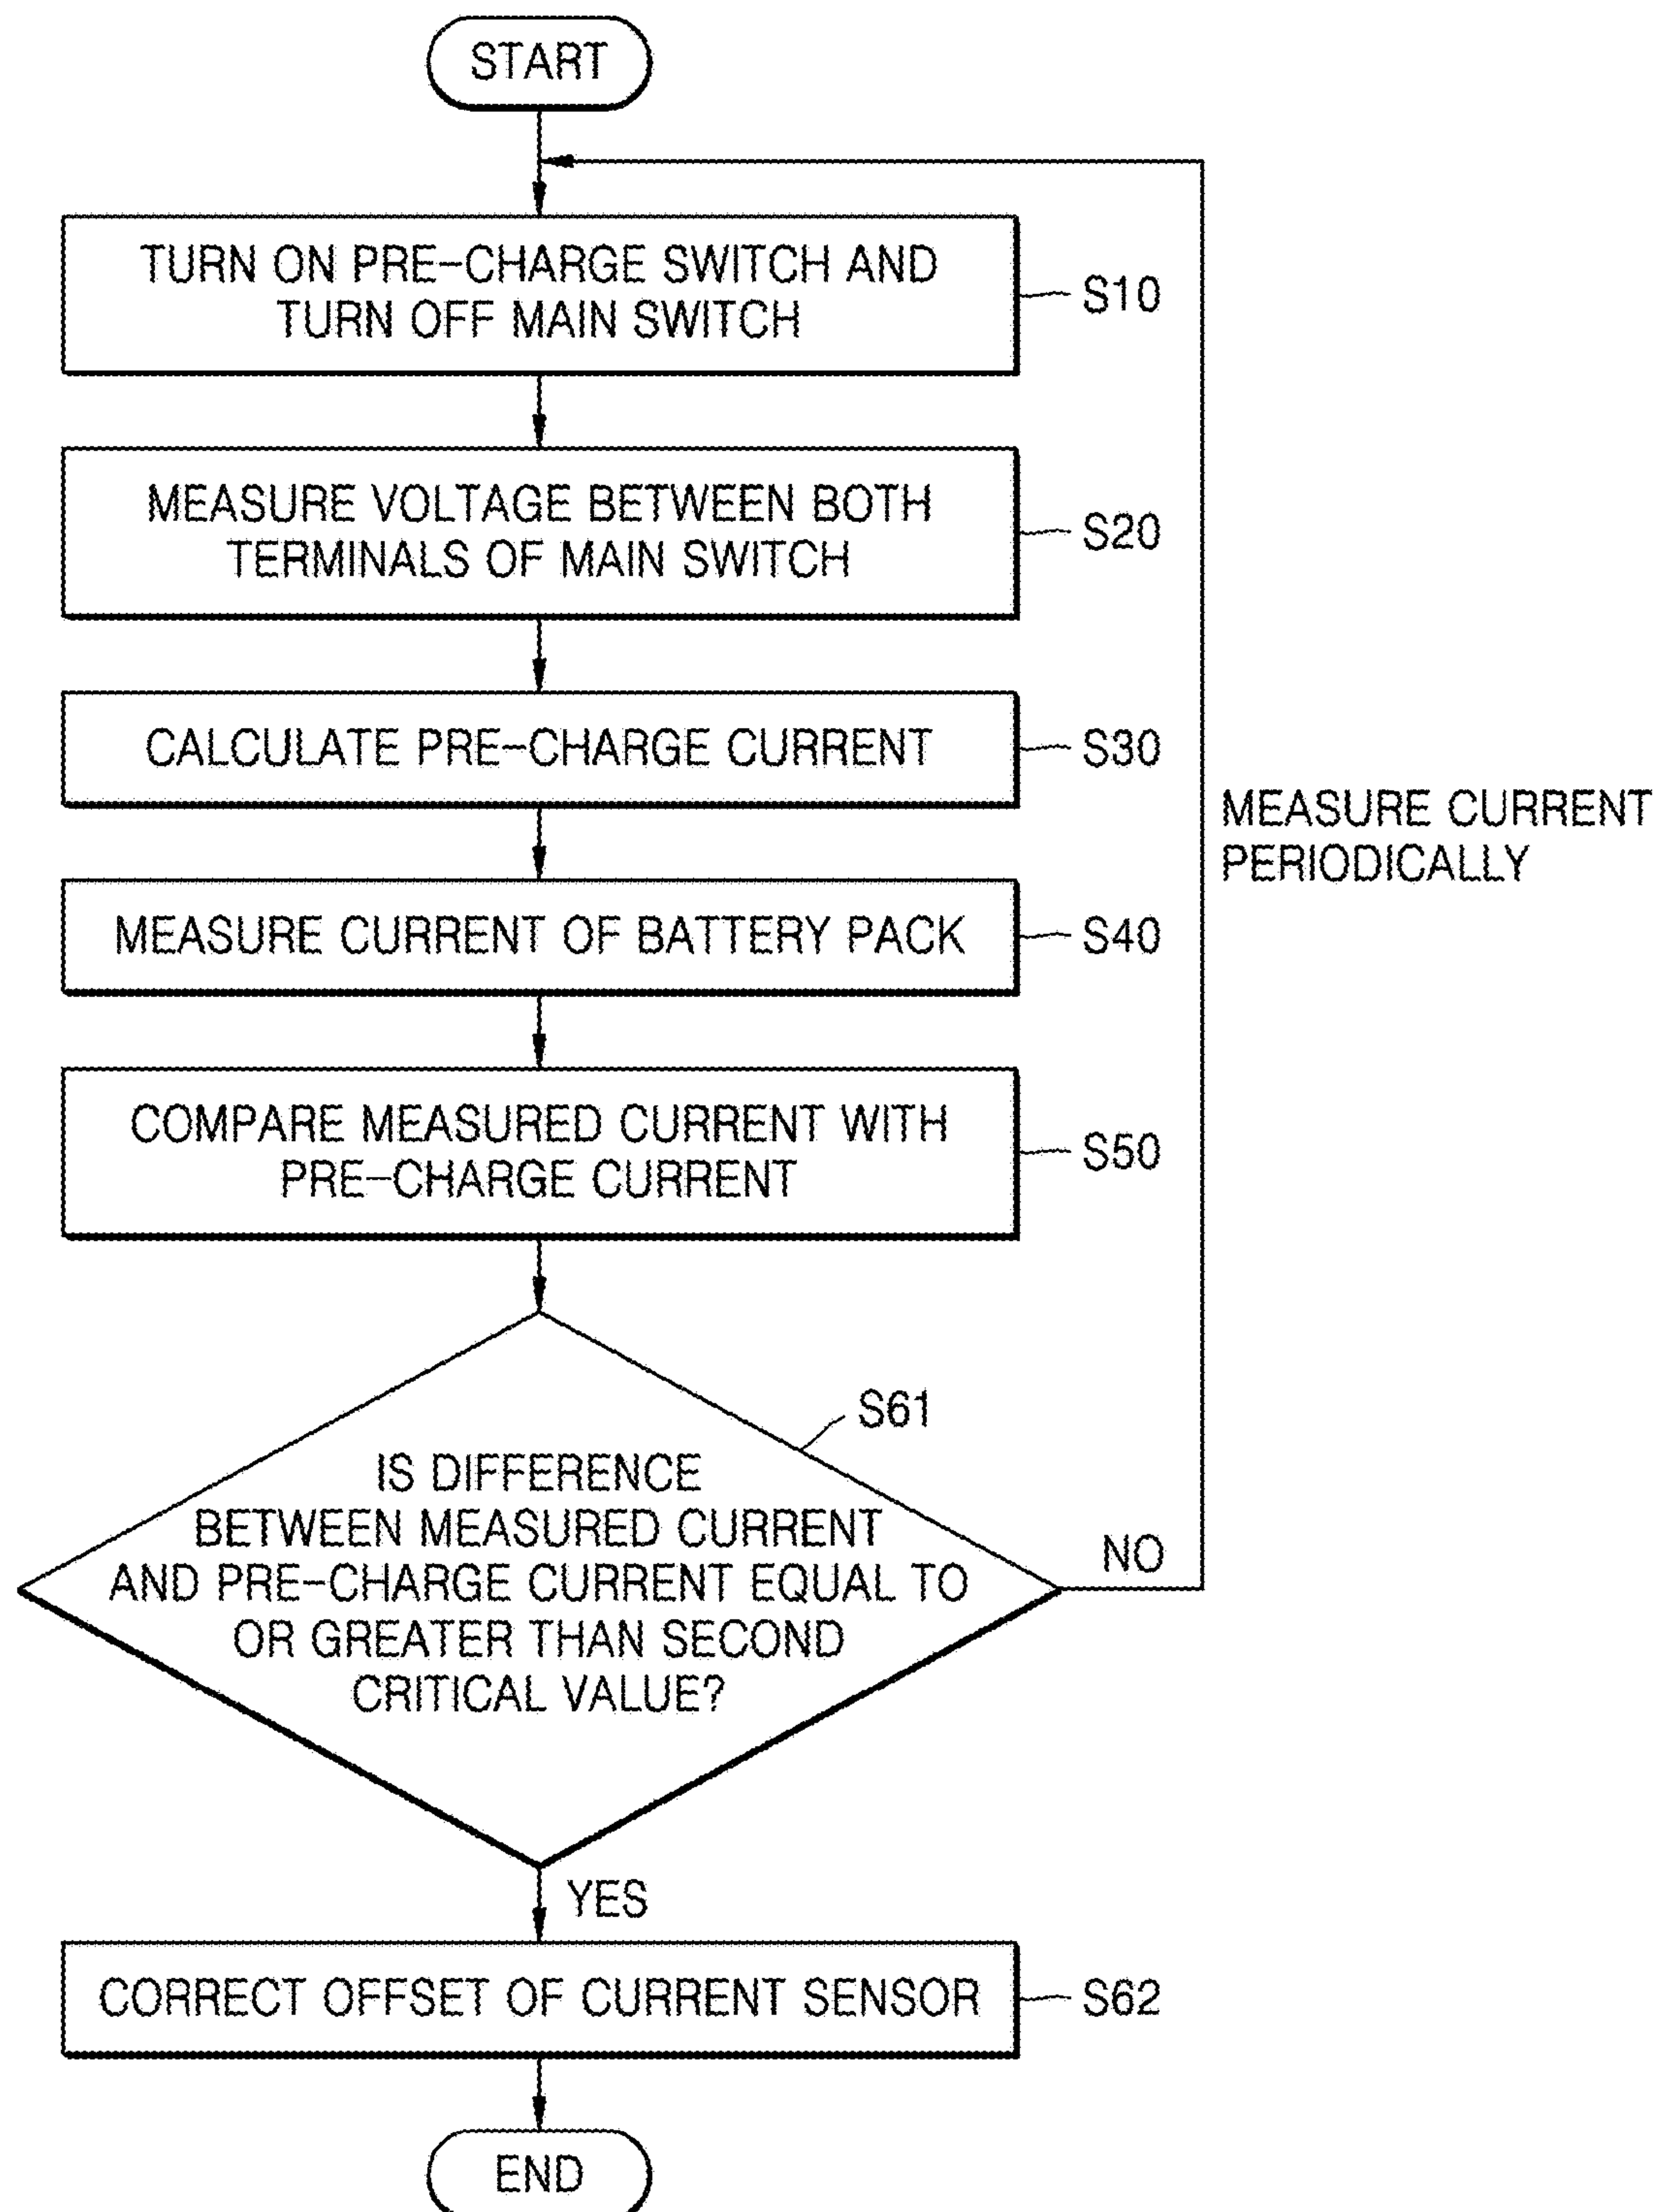 START
TURN ON PRE-CHARGE SWITCH AND
TURN OFF MAIN SWITCH
S10
MEASURE VOLTAGE BETWEEN BOTH
TERMINALS OF MAIN SWITCH
S20
CALCULATE PRE-CHARGE CURRENT
S30
MEASURE CURRENT
PERIODICALLY
MEASURE CURRENT OF BATTERY PACK
S40
COMPARE MEASURED CURRENT WITH
PRE-CHARGE CURRENT
S50
S61
IS DIFFERENCE
BETWEEN MEASURED CURRENT
AND PRE-CHARGE CURRENT EQUAL TO
OR GREATER THAN SECOND
CRITICAL VALUE?
NO
YES
CORRECT OFFSET OF CURRENT SENSOR
S62
END